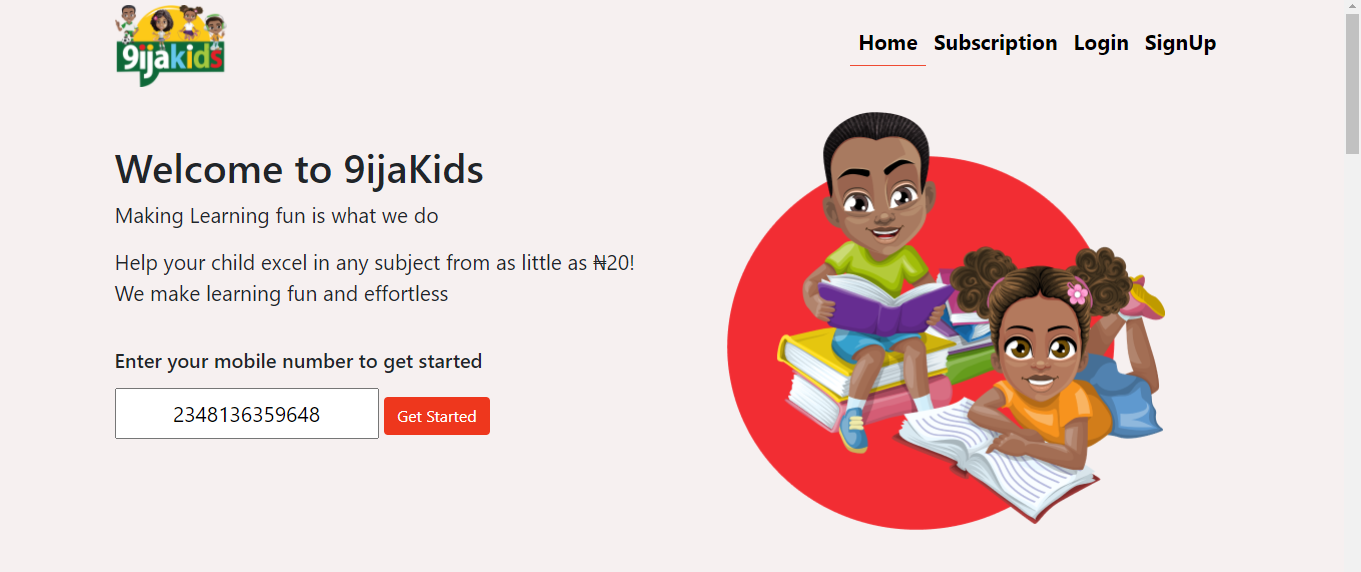 9ijakids
Home Subscription Login SignUp
Welcome to 9ijaKids
Making Learning fun is what we do
Help your child excel in any subject from as little as ₦20!
We make learning fun and effortless
Enter your mobile number to get started
2348136359648 Get Started